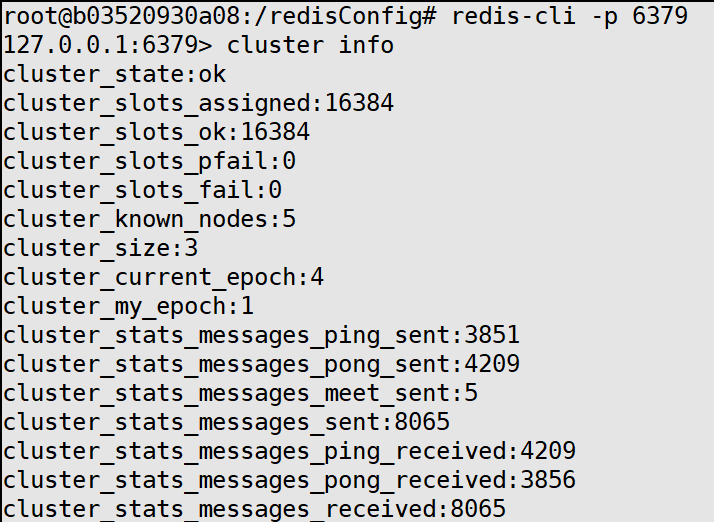 root@b03520930a08:/redisConfig# redis-cli -p 6379
127.0.0.1:6379> cluster info
cluster_state:ok
cluster_slots_assigned:16384
cluster_slots_ok:16384
cluster_slots_pfail:0
cluster_slots_fail:0
cluster_known_nodes:5
cluster_size:3
cluster_current_epoch:4
cluster_my_epoch:1
cluster_stats_messages_ping_sent:3851
cluster_stats_messages_pong_sent:4209
cluster_stats_messages_meet_sent:5
cluster_stats_messages_sent:8065
cluster_stats_messages_ping_received:4209
cluster_stats_messages_pong_received:3856
cluster_stats_messages_received:8065